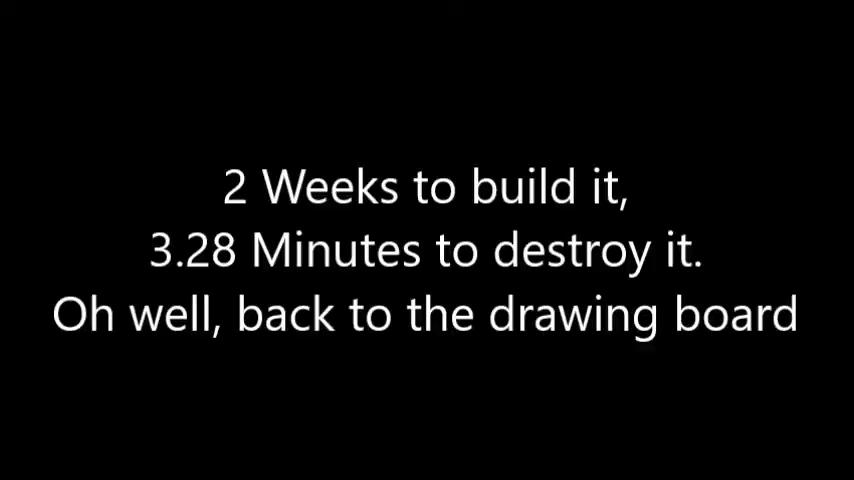 2 Weeks to build it,
3.28 Minutes to destroy it.
Oh well, back to the drawing board